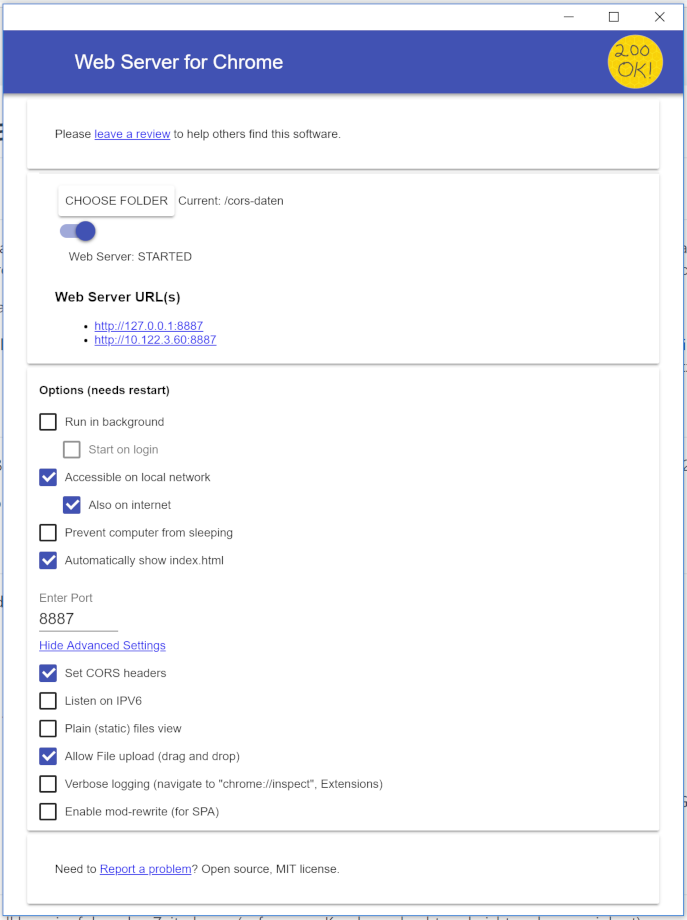 Web Server for Chrome
200
OK!
Please leave a review to help others find this software.
CHOOSE FOLDER Current: /cors-daten
Web Server: STARTED
Web Server URL(s)
http://127.0.0.1:8887
http://10.122.3.60:8887
Options (needs restart)
Run in background
Start on login
Accessible on local network
Also on internet
Prevent computer from sleeping
Automatically show index.html
Enter Port
8887
Hide Advanced Settings
Set CORS headers
Listen on IPV6
Plain (static) files view
Allow File upload (drag and drop)
Verbose logging (navigate to "chrome://inspect", Extensions)
Enable mod-rewrite (for SPA)
Need to Report a problem? Open source, MIT license.